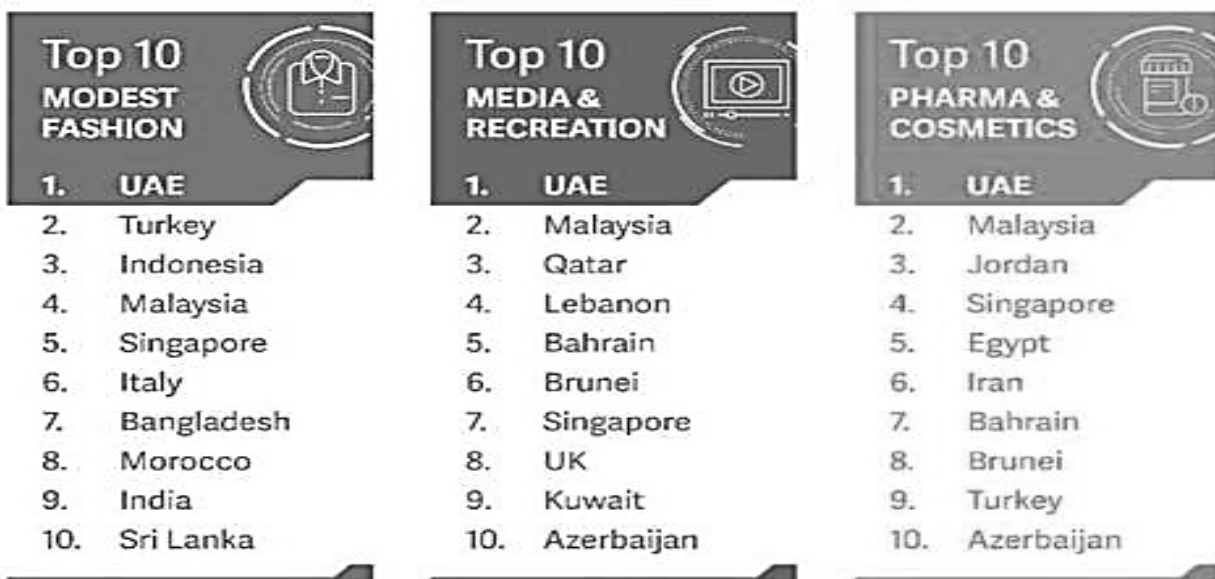 Top 10
MODEST
FASHION
1. UAE
2. Turkey
3. Indonesia
4. Malaysia
5. Singapore
6. Italy
7. Bangladesh
8. Morocco
9. India
10. Sri Lanka
Top 10
MEDIA &
RECREATION
1. UAE
2. Malaysia
3. Qatar
4. Lebanon
5. Bahrain
6. Brunei
7. Singapore
8. UK
9. Kuwait
10. Azerbaijan
Top 10
PHARMA &
COSMETICS
1. UAE
2. Malaysia
3. Jordan
4. Singapore
5. Egypt
6. Iran
7. Bahrain
8. Brunei
9. Turkey
10. Azerbaijan